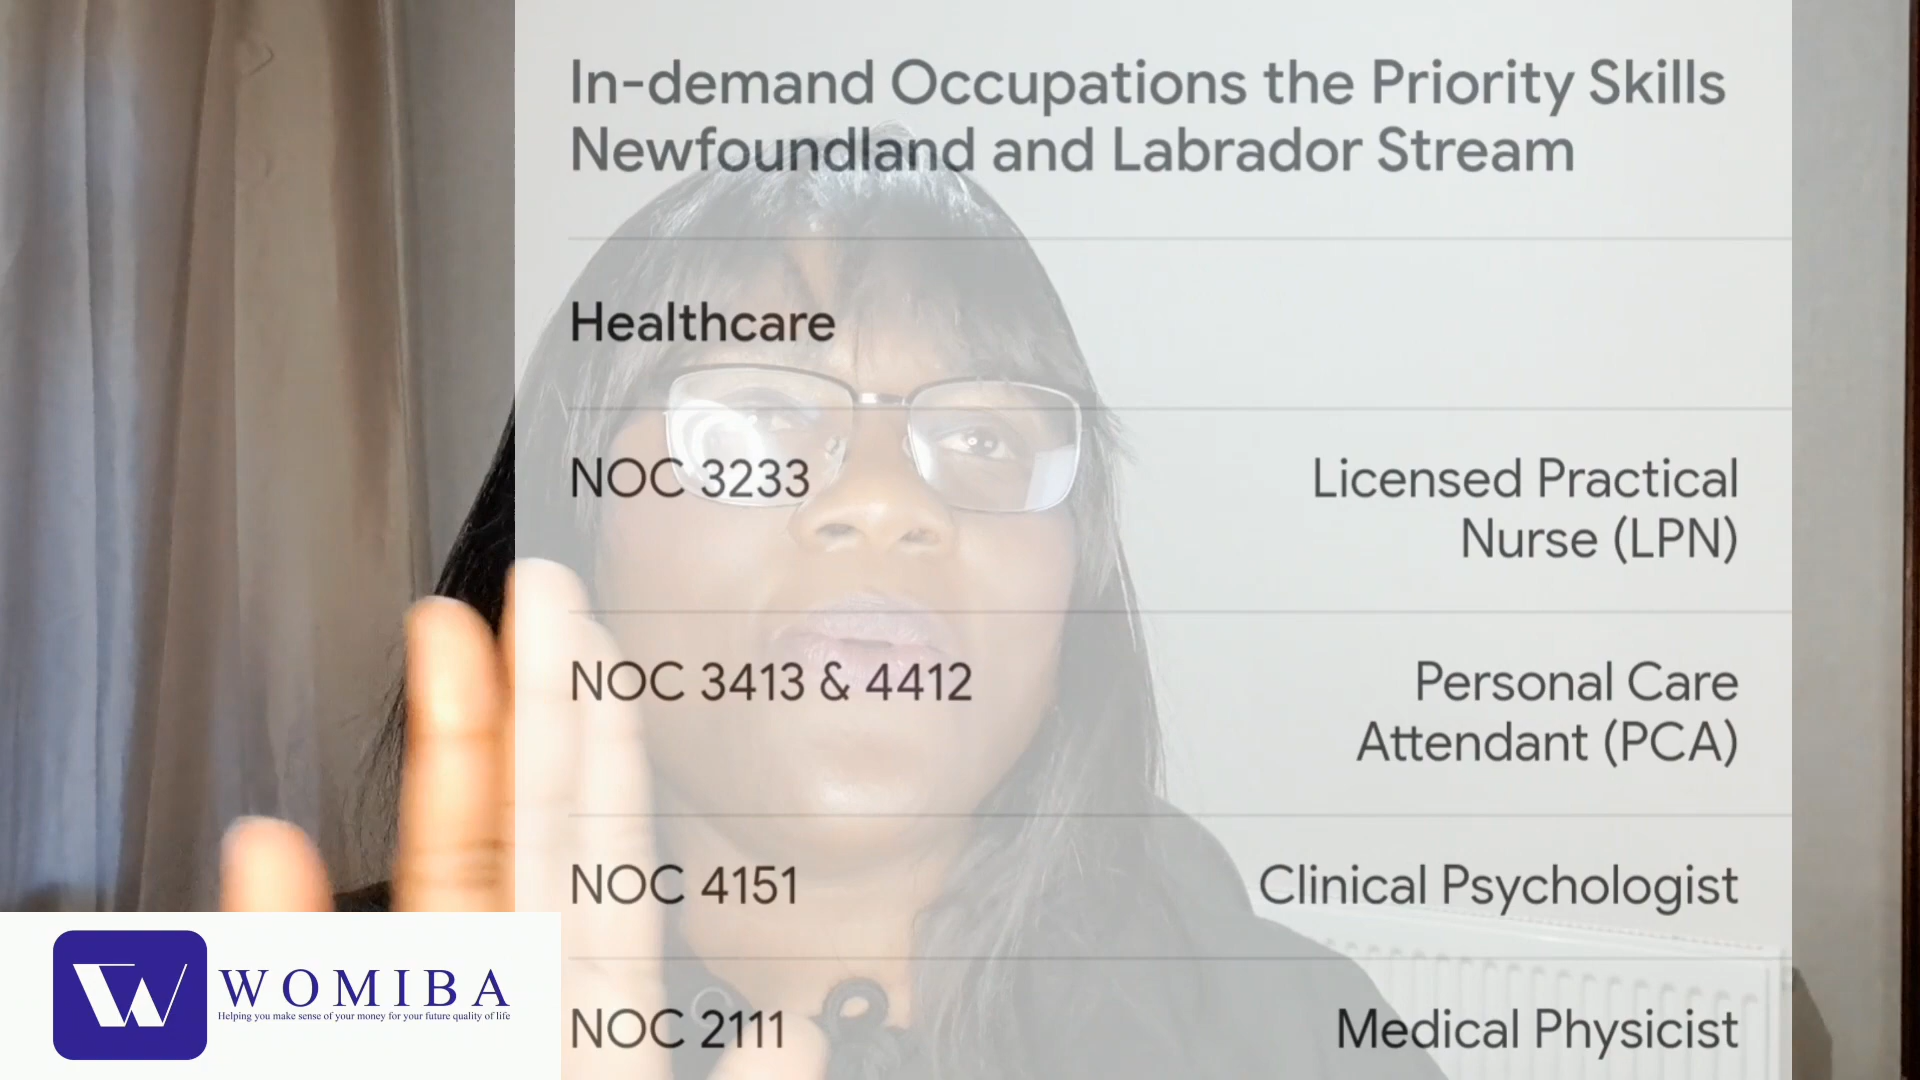 In-demand Occupations the Priority Skills
Newfoundland and Labrador Stream
Healthcare
NOC 3233
Licensed Practical
Nurse (LPN)
NOC 3413 & 4412
Personal Care
Attendant (PCA)
NOC 4151
Clinical Psychologist
NOC 2111
Medical Physicist
W WOMIBA
Helping you make sense of your money for your future quality of life